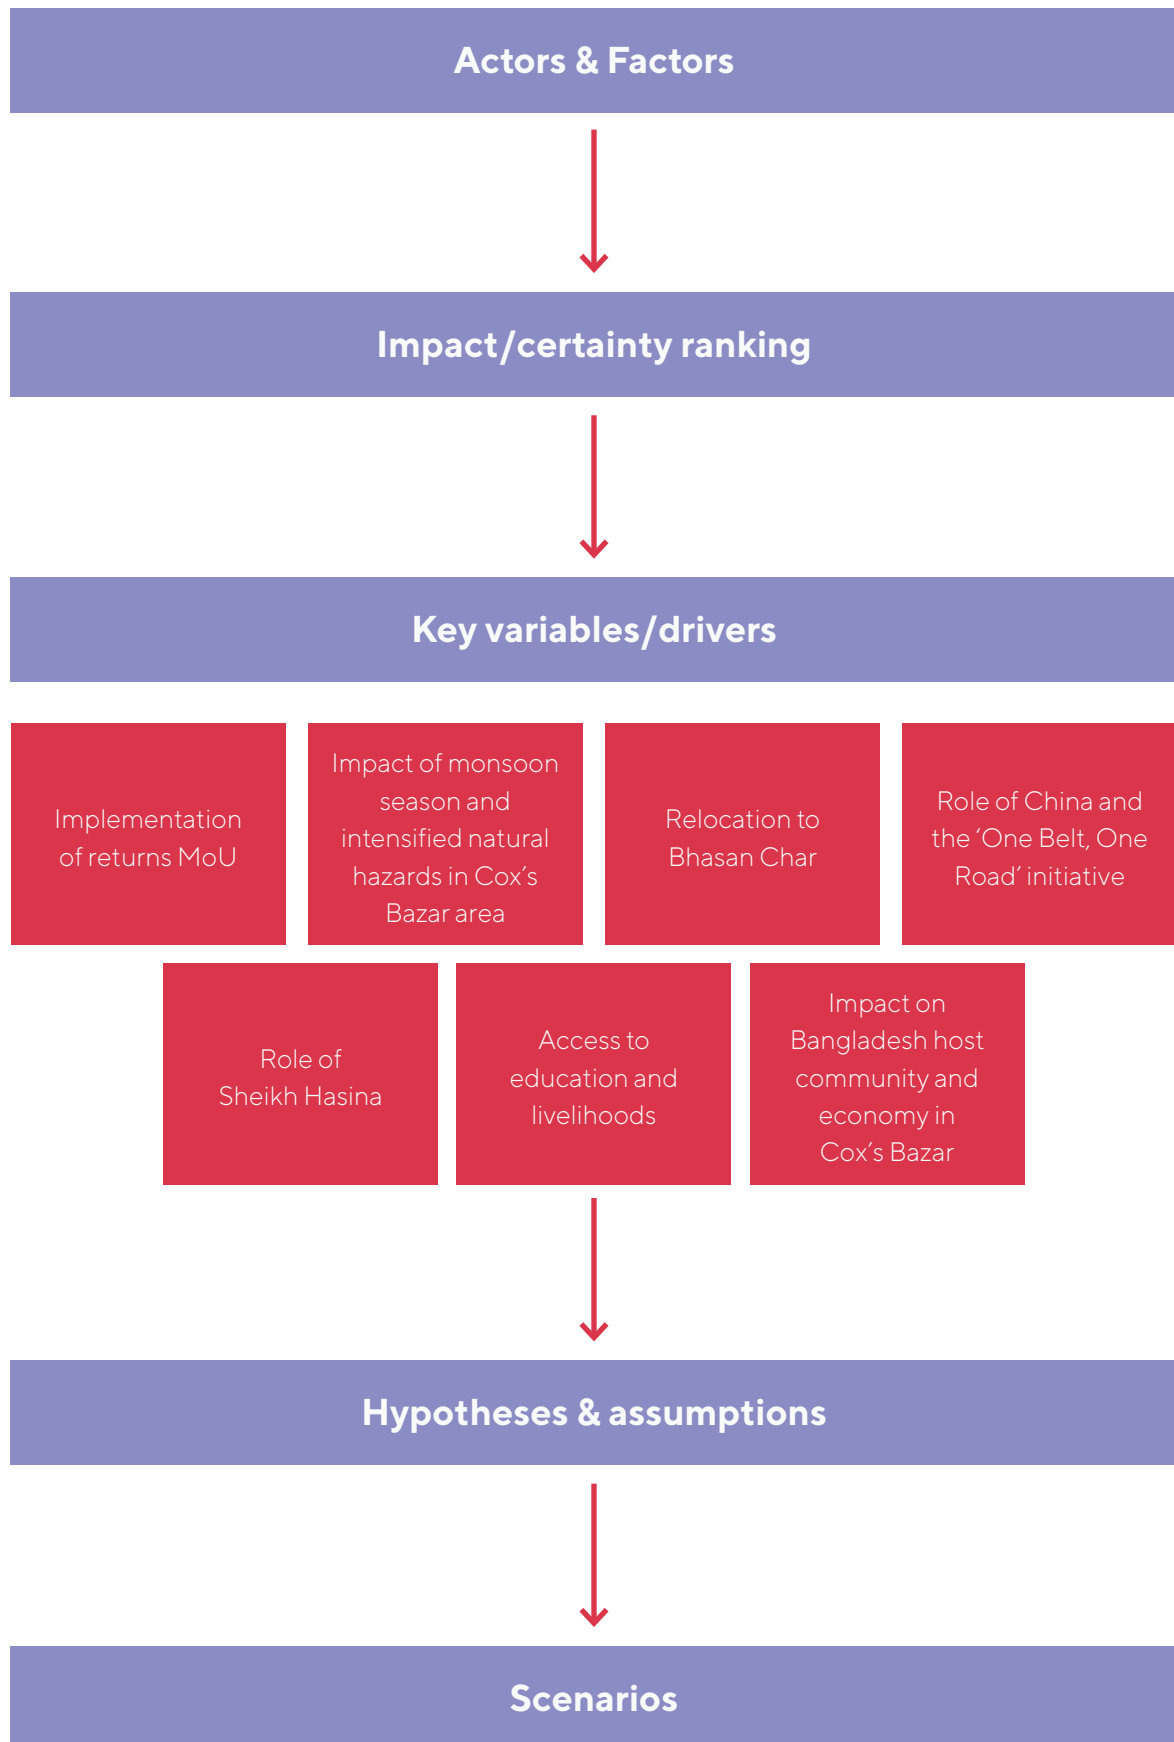 Actors & Factors
Impact/certainty ranking
Key variables/drivers
Implementation
of returns MoU
Impact of monsoon
season and
intensified natural
hazards in Cox’s
Bazar area
Relocation to
Bhasan Char
Role of China and
the ‘One Belt, One
Road’ initiative
Role of
Sheikh Hasina
Access to
education and
livelihoods
Impact on
Bangladesh host
community and
economy in
Cox’s Bazar
Hypotheses & assumptions
Scenarios